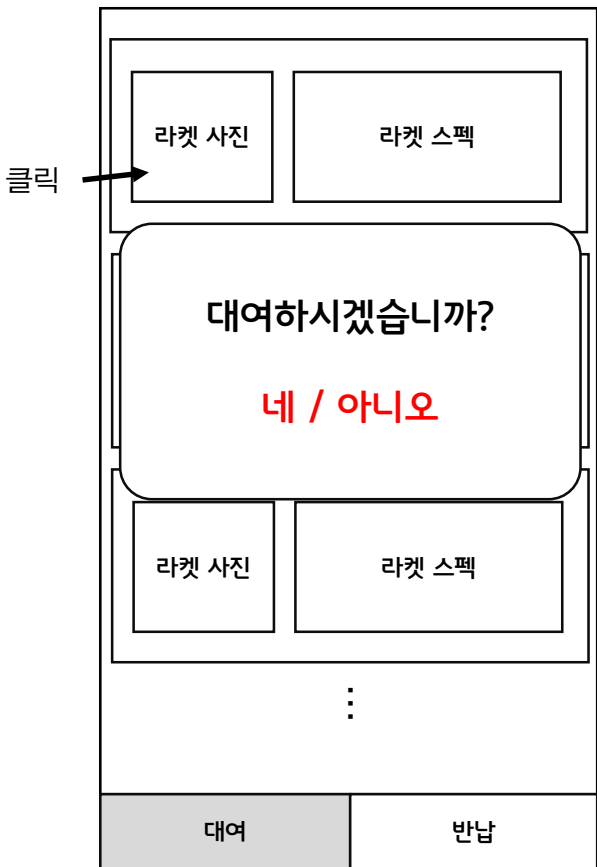 라켓 사진
라켓 스펙
클릭
대여하시겠습니까?
네 / 아니오
라켓 사진
라켓 스펙
⋮
대여
반납